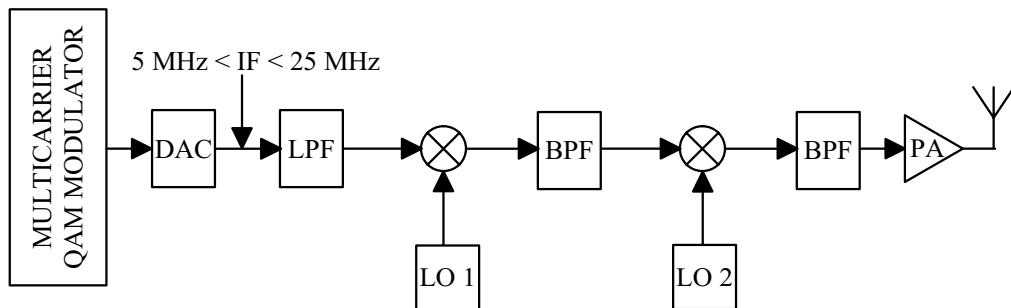 MULTICARRIER
QAM MODULATOR
5 MHz < IF < 25 MHz
DAC
LPF
BPF
BPF
PA
LO 1
LO 2